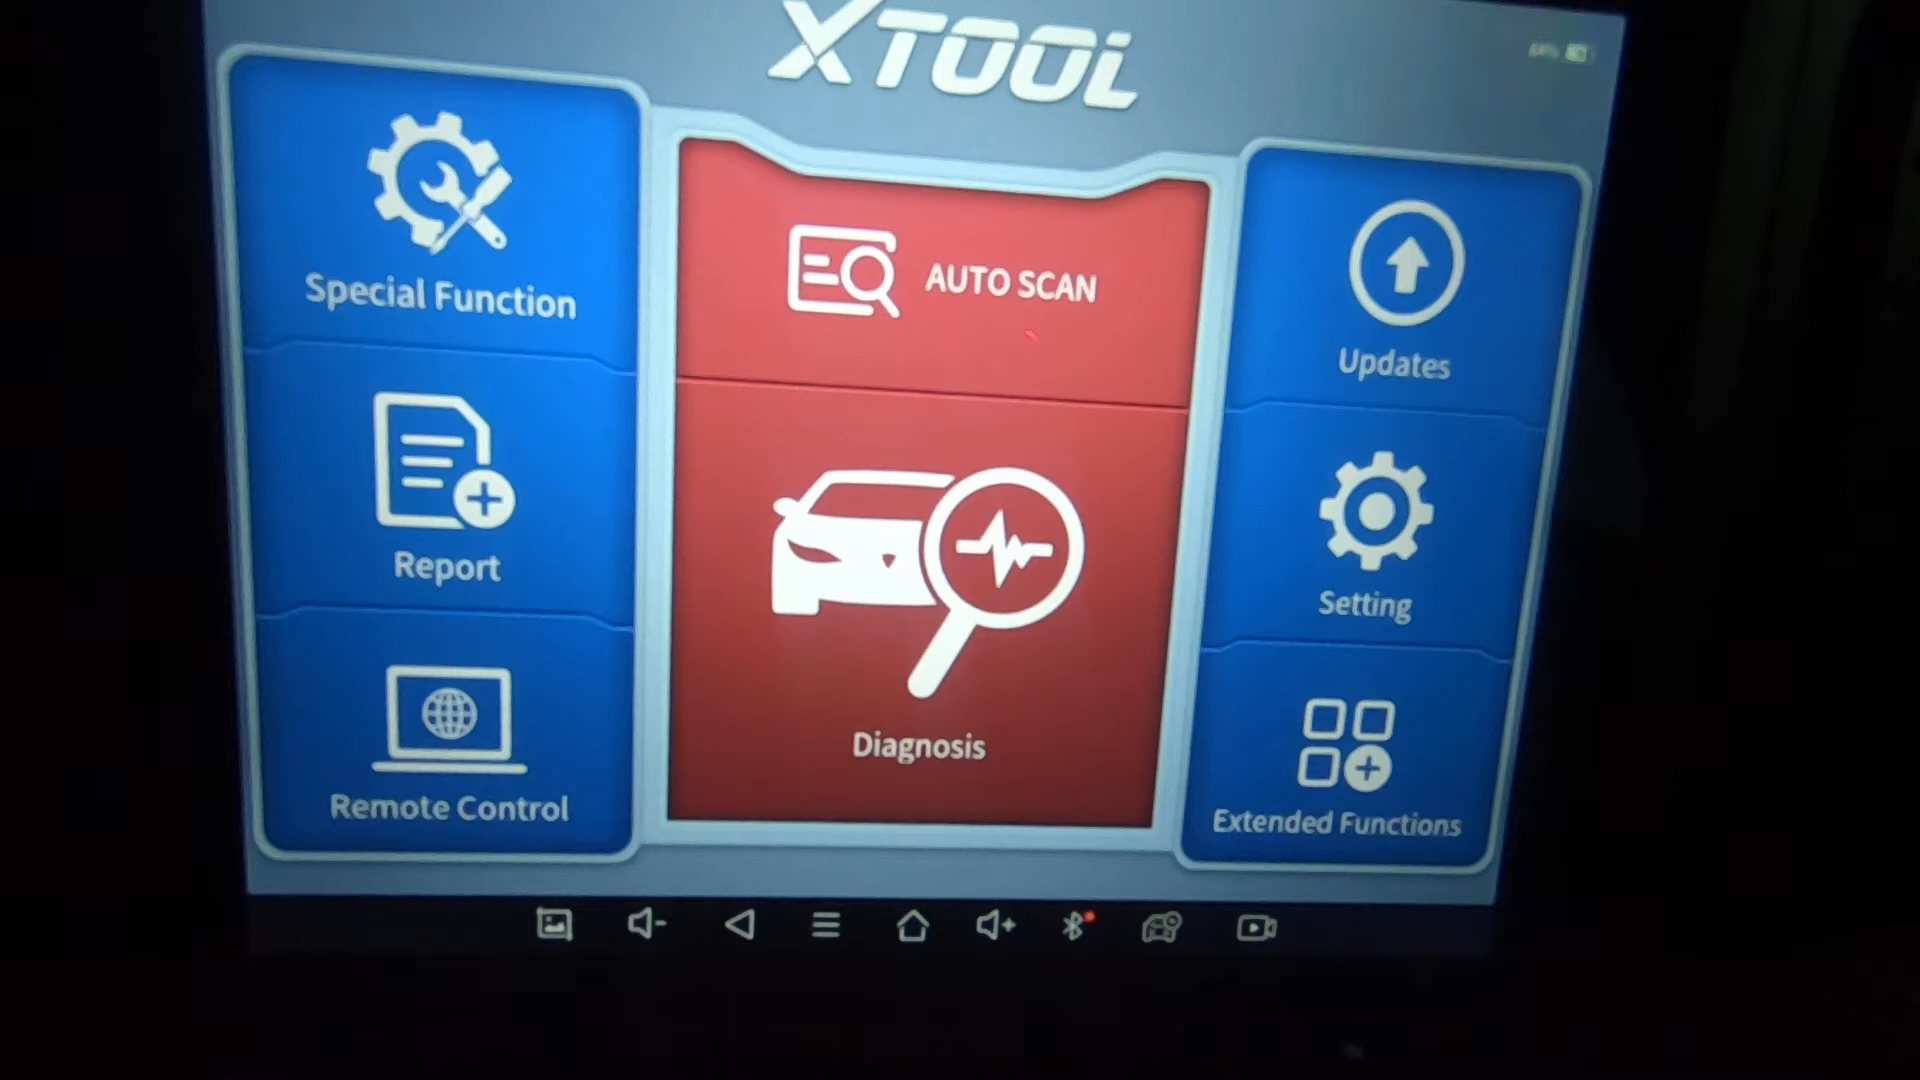 XTOOL
Special Function
Report
Remote Control
AUTO SCAN
Diagnosis
Updates
Setting
Extended Functions